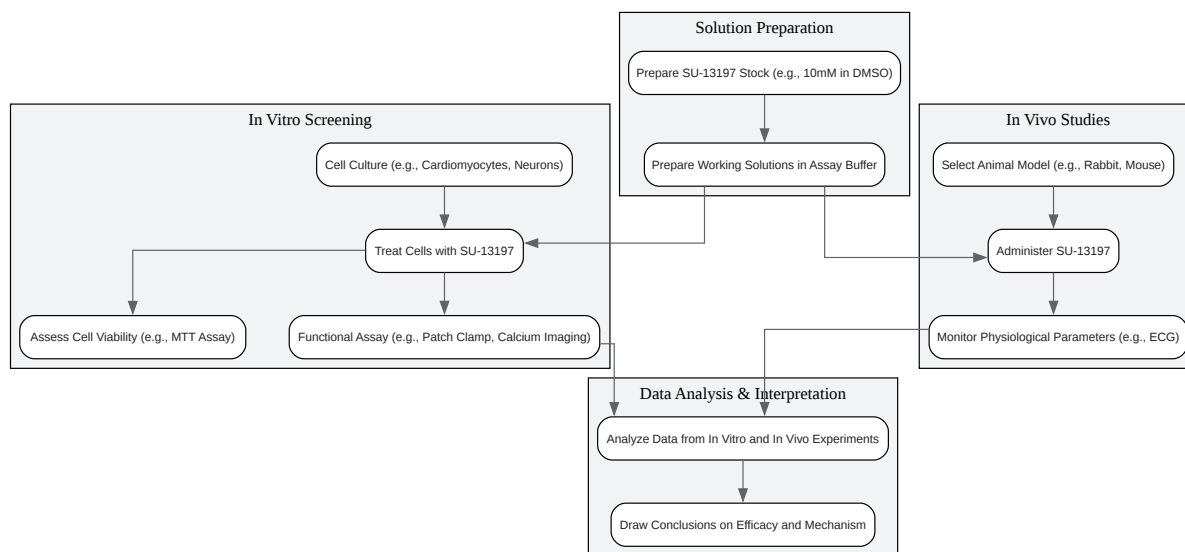 Solution Preparation
Prepare SU-13197 Stock (e.g., 10mM in DMSO)
Prepare Working Solutions in Assay Buffer
In Vitro Screening
Cell Culture (e.g., Cardiomyocytes, Neurons)
Treat Cells with SU-13197
Assess Cell Viability (e.g., MTT Assay)
Functional Assay (e.g., Patch Clamp, Calcium Imaging)
In Vivo Studies
Select Animal Model (e.g., Rabbit, Mouse)
Administer SU-13197
Monitor Physiological Parameters (e.g., ECG)
Data Analysis & Interpretation
Analyze Data from In Vitro and In Vivo Experiments
Draw Conclusions on Efficacy and Mechanism